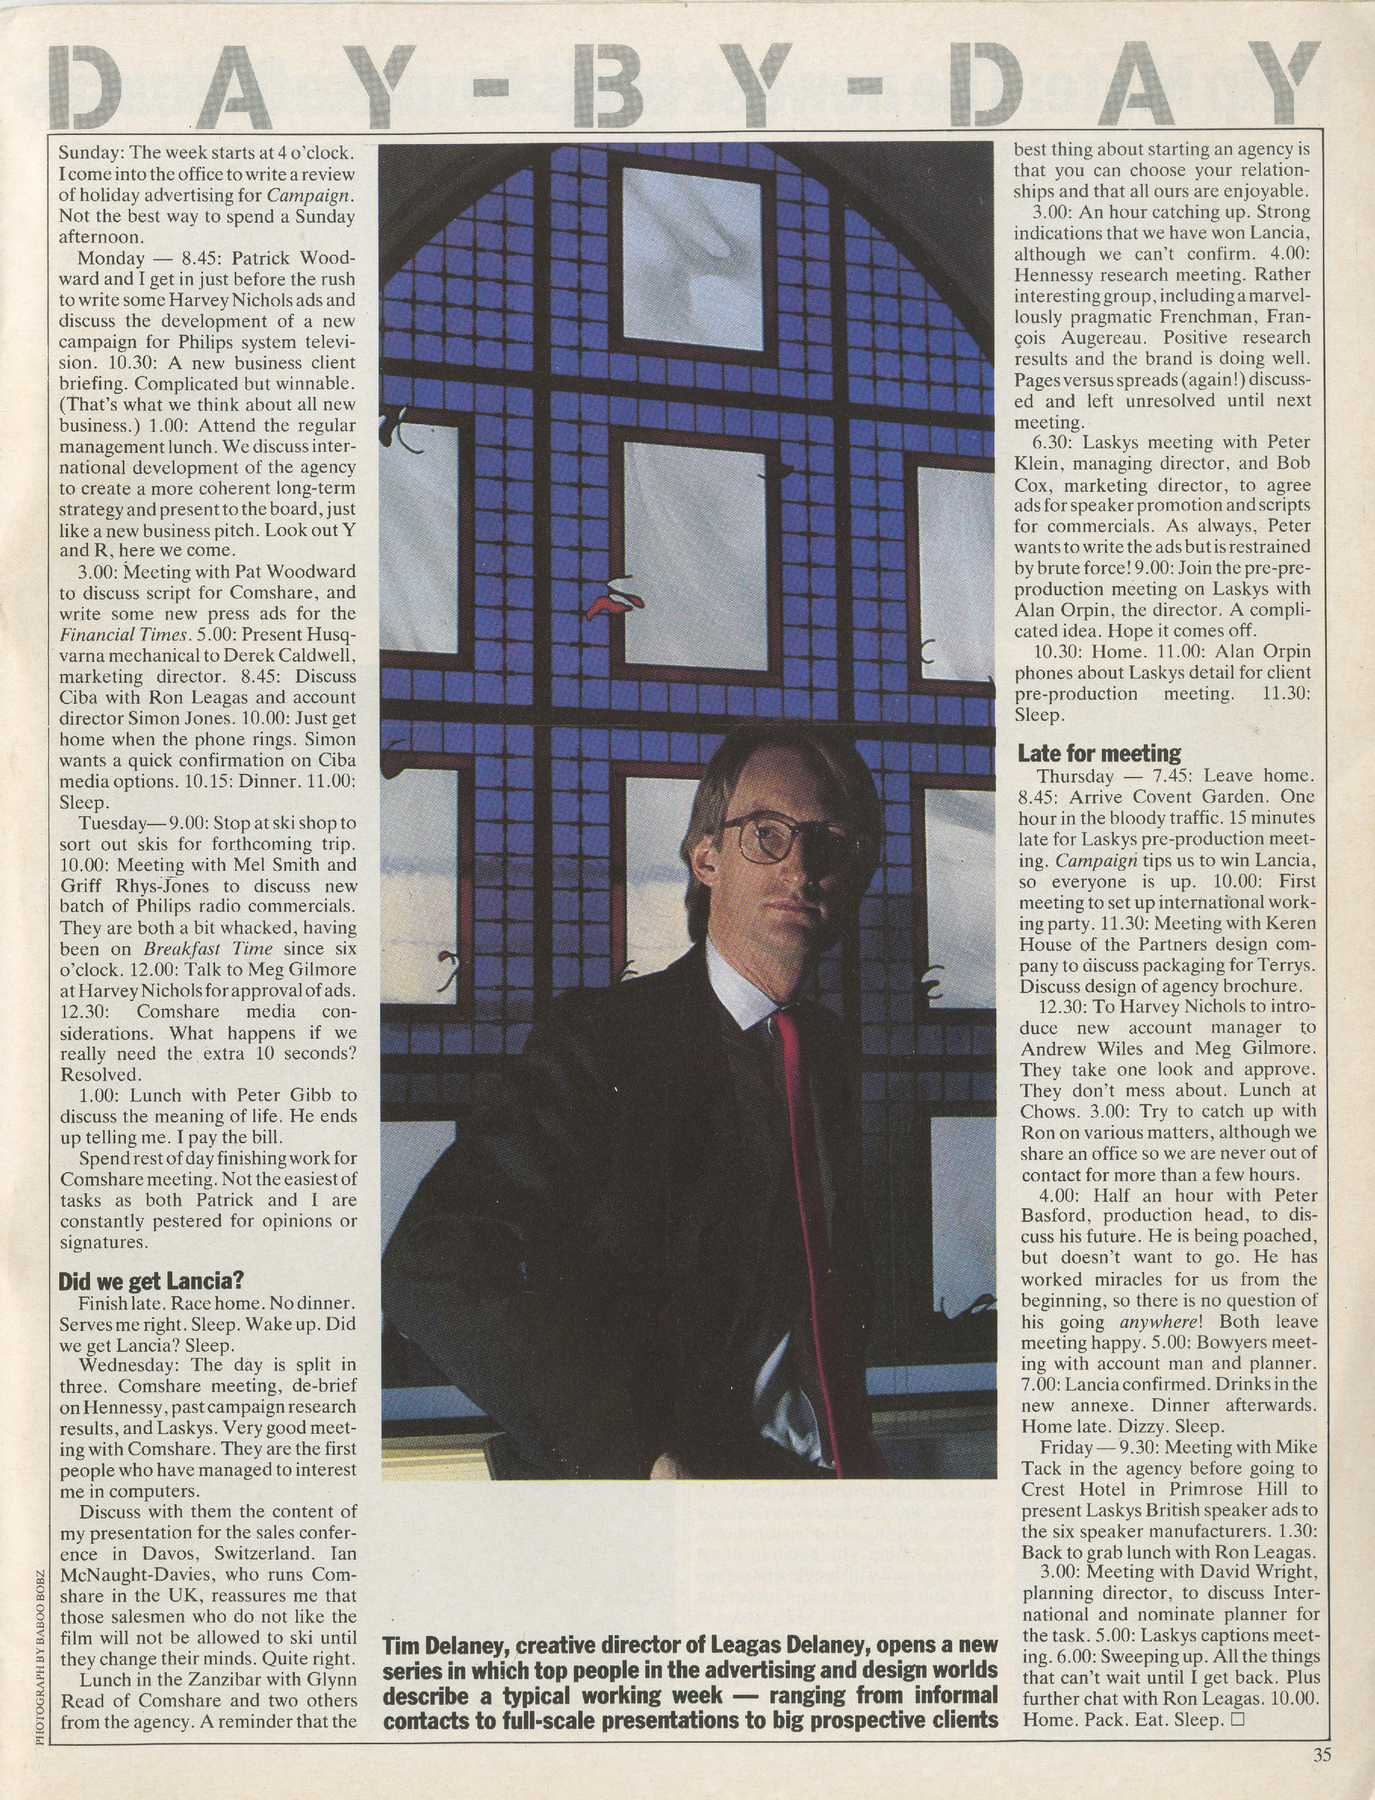 DAY-BY-DAY
Sunday: The week starts at 4 o'clock.
I come into the office to write a review
of holiday advertising for Campaign.
Not the best way to spend a Sunday
afternoon.
Monday — 8.45: Patrick Wood-
ward and I get in just before the rush
to write some Harvey Nichols ads and
discuss the development of a new
campaign for Philips system televi-
sion. 10.30: A new business client
briefing. Complicated but winnable.
(That's what we think about all new
business.) 1.00: Attend the regular
management lunch. We discuss inter-
national development of the agency
to create a more coherent long-term
strategy and present to the board, just
like a new business pitch. Look out Y
and R, here we come.
3.00: Meeting with Pat Woodward
to discuss script for Comshare, and
write some new press ads for the
Financial Times. 5.00: Present Husq-
varna mechanical to Derek Caldwell,
marketing director. 8.45: Discuss
Ciba with Ron Leagas and account
director Simon Jones. 10.00: Just get
home when the phone rings. Simon
wants a quick confirmation on Ciba
media options. 10.15: Dinner. 11.00:
Sleep.
Tuesday—9.00: Stop at ski shop to
sort out skis for forthcoming trip.
10.00: Meeting with Mel Smith and
Griff Rhys-Jones to discuss new
batch of Philips radio commercials.
They are both a bit whacked, having
been on Breakfast Time since six
o'clock. 12.00: Talk to Meg Gilmore
at Harvey Nichols for approval of ads.
12.30: Comshare media con-
siderations. What happens if we
really need the extra 10 seconds?
Resolved.
1.00: Lunch with Peter Gibb to
discuss the meaning of life. He ends
up telling me. I pay the bill.
Spend rest of day finishing work for
Comshare meeting. Not the easiest of
tasks as both Patrick and I are
constantly pestered for opinions or
signatures.
Did we get Lancia?
Finish late. Race home. No dinner.
Serves me right. Sleep. Wake up. Did
we get Lancia? Sleep.
Wednesday: The day is split in
three. Comshare meeting, de-brief
on Hennessy, past campaign research
results, and Laskys. Very good meet-
ing with Comshare. They are the first
people who have managed to interest
me in computers.
Discuss with them the content of
my presentation for the sales confer-
ence in Davos, Switzerland. Ian
McNaught-Davies, who runs Com-
share in the UK, reassures me that
those salesmen who do not like the
film will not be allowed to ski until
they change their minds. Quite right.
Lunch in the Zanzibar with Glynn
Read of Comshare and two others
from the agency. A reminder that the
best thing about starting an agency is
that you can choose your relation-
ships and that all ours are enjoyable.
3.00: An hour catching up. Strong
indications that we have won Lancia,
although we can't confirm. 4.00:
Hennessy research meeting. Rather
interesting group, including a marvel-
lously pragmatic Frenchman, Fran-
çois Augereau. Positive research
results and the brand is doing well.
Pages versus spreads (again!) discuss-
ed and left unresolved until next
meeting.
6.30: Laskys meeting with Peter
Klein, managing director, and Bob
Cox, marketing director, to agree
ads for speaker promotion and scripts
for commercials. As always, Peter
wants to write the ads but is restrained
by brute force! 9.00: Join the pre-pre-
production meeting on Laskys with
Alan Orpin, the director. A compli-
cated idea. Hope it comes off.
10.30: Home. 11.00: Alan Orpin
phones about Laskys detail for client
pre-production meeting. 11.30:
Sleep.
Late for meeting
Thursday — 7.45: Leave home.
8.45: Arrive Covent Garden. One
hour in the bloody traffic. 15 minutes
late for Laskys pre-production meet-
ing. Campaign tips us to win Lancia,
so everyone is up. 10.00: First
meeting to set up international work-
ing party. 11.30: Meeting with Keren
House of the Partners design com-
pany to discuss packaging for Terrys.
Discuss design of agency brochure.
12.30: To Harvey Nichols to intro-
duce new account manager to
Andrew Wiles and Meg Gilmore.
They take one look and approve.
They don't mess about. Lunch at
Chows. 3.00: Try to catch up with
Ron on various matters, although we
share an office so we are never out of
contact for more than a few hours.
4.00: Half an hour with Peter
Basford, production head, to dis-
cuss his future. He is being poached,
but doesn't want to go. He has
worked miracles for us from the
beginning, so there is no question of
his going anywhere! Both leave
meeting happy. 5.00: Bowyers meet-
ing with account man and planner.
7.00: Lancia confirmed. Drinks in the
new annexe. Dinner afterwards.
Home late. Dizzy. Sleep.
Friday — 9.30: Meeting with Mike
Tack in the agency before going to
Crest Hotel in Primrose Hill to
present Laskys British speaker ads to
the six speaker manufacturers. 1.30:
Back to grab lunch with Ron Leagas.
3.00: Meeting with David Wright,
planning director, to discuss Inter-
national and nominate planner for
the task. 5.00: Laskys captions meet-
ing. 6.00: Sweeping up. All the things
that can't wait until I get back. Plus
further chat with Ron Leagas. 10.00.
Home. Pack. Eat. Sleep. □
Tim Delaney, creative director of Leagas Delaney, opens a new
series in which top people in the advertising and design worlds
describe a typical working week — ranging from informal
contacts to full-scale presentations to big prospective clients
PHOTOGRAPH BY BABOO BOBZ
35